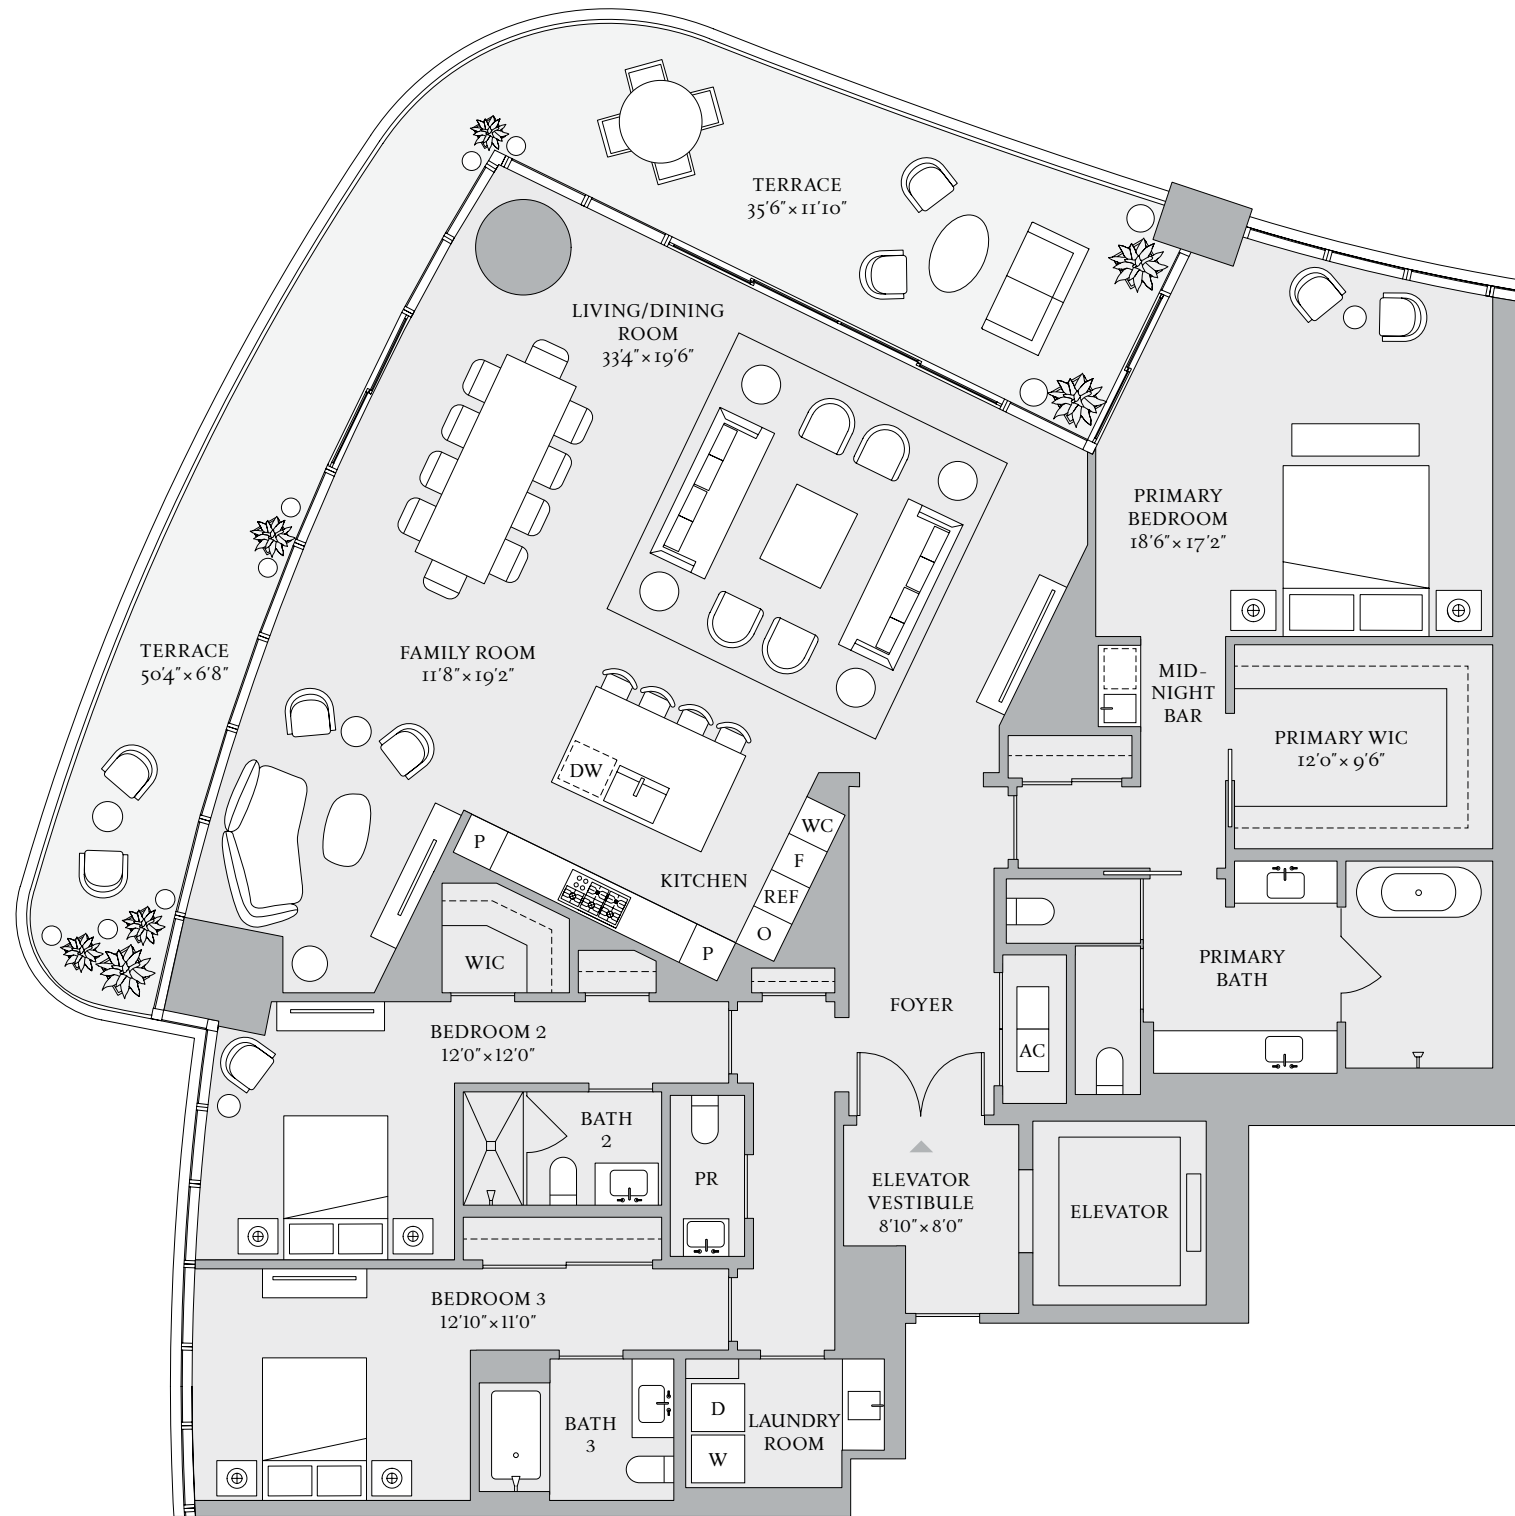 TERRACE
35'6"×11'10"
LIVING/DINING
ROOM
33'4"×19'6"
PRIMARY
BEDROOM
18'6"×17'2"
TERRACE
50'4"×6'8"
FAMILY ROOM
11'8"×19'2"
MID-
NIGHT
BAR
PRIMARY WIC
12'0"×9'6"
DW
WC
F
REF
O
P
KITCHEN
P
WIC
PRIMARY
BATH
FOYER
AC
BEDROOM 2
12'0"×12'0"
BATH
2
PR
ELEVATOR
VESTIBULE
8'10"×8'0"
ELEVATOR
BEDROOM 3
12'10"×11'0"
BATH
3
D
W
LAUNDRY
ROOM